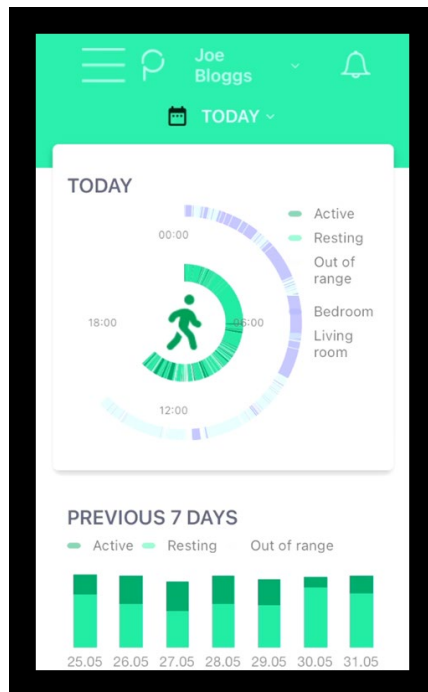 Joe
Bloggs
TODAY
TODAY
00:00
Active
Resting
Out of
range
18:00
06:00
Bedroom
Living
room
12:00
PREVIOUS 7 DAYS
Active Resting Out of range
25.05 26.05 27.05 28.05 29.05 30.05 31.05